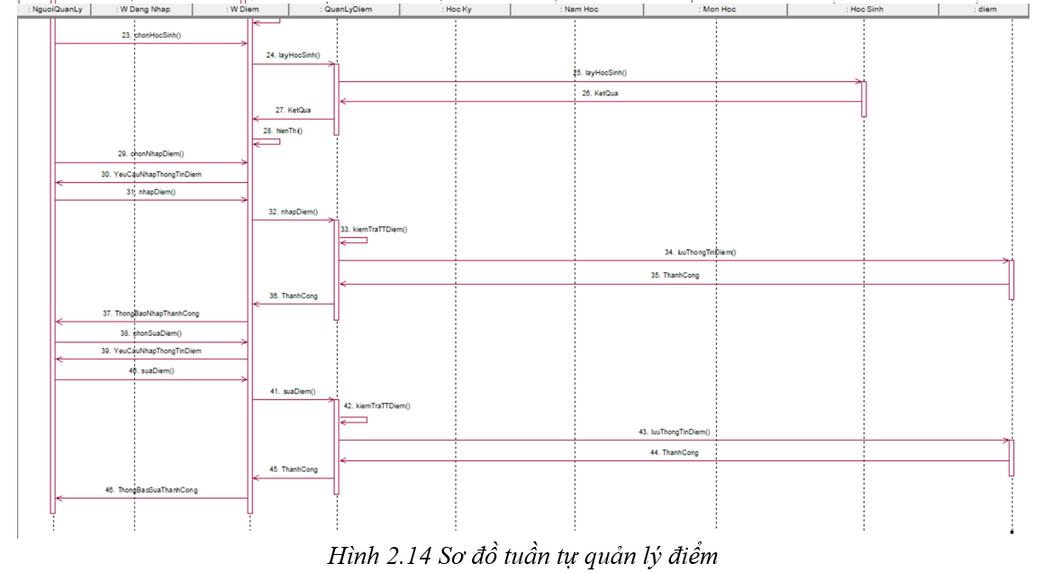 : NguoiQuanLy : W Dang Nhap : W Diem : QuanLyDiem : Hoc Ky : Nam Hoc : Mon Hoc : Hoc Sinh : diem
23. chonHocSinh()
24. layHocSinh()
25. layHocSinh()
26. KetQua
27. KetQua
28. hienThi()
29. chonNhapDiem()
30. YeuCauNhapThongTinDiem
31. nhapDiem()
32. nhapDiem()
33. kiemTraTTDiem()
34. luuThongTinDiem()
35. ThanhCong
36. ThanhCong
37. ThongBaoNhapThanhCong
38. chonSuaDiem()
39. YeuCauNhapThongTinDiem
40. suaDiem()
41. suaDiem()
42. kiemTraTTDiem()
43. luuThongTinDiem()
44. ThanhCong
45. ThanhCong
46. ThongBaoSuaThanhCong
Hình 2.14 Sơ đồ tuần tự quản lý điểm